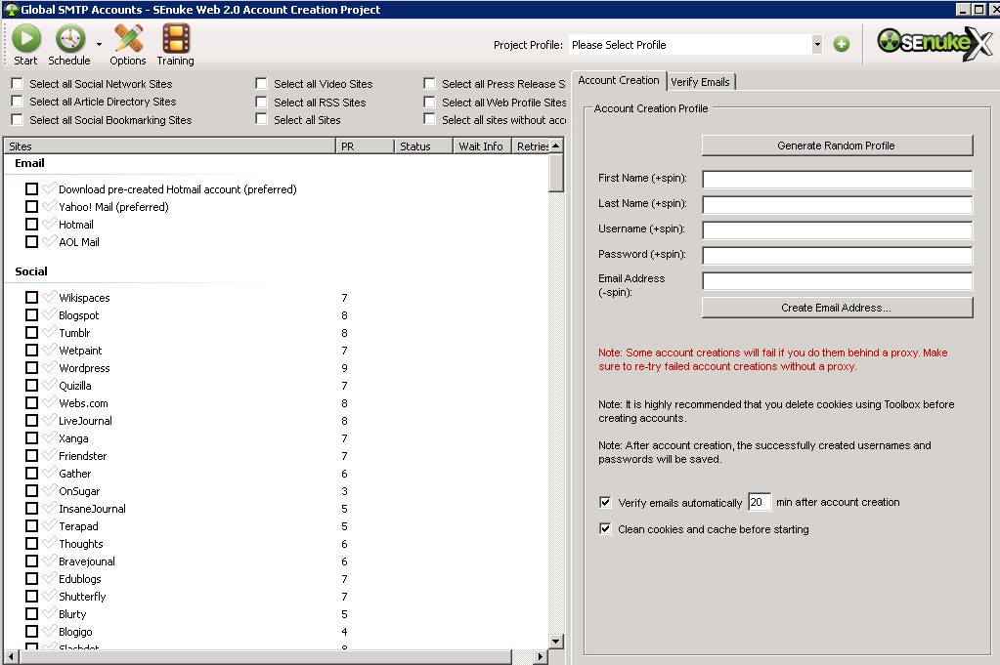 Global SMTP Accounts - SEnuke Web 2.0 Account Creation Project
Start Schedule Options Training
Project Profile: Please Select Profile
SEnukeX
Select all Social Network Sites
Select all Video Sites
Select all Press Release S
Select all Article Directory Sites
Select all RSS Sites
Select all Web Profile Sites
Select all Social Bookmarking Sites
Select all Sites
Select all sites without acc
Sites PR Status Wait Info Retries
Email
Download pre-created Hotmail account (preferred)
Yahoo! Mail (preferred)
Hotmail
AOL Mail
Social
Wikispaces 7
Blogspot 8
Tumblr 8
Wetpaint 7
Wordpress 9
Quizilla 7
Webs.com 8
LiveJournal 8
Xanga 7
Friendster 7
Gather 6
OnSugar 3
InsaneJournal 5
Terapad 5
Thoughts 6
Bravejounal 6
Edublogs 7
Shutterfly 7
Blurty 5
Blogigo 4
Slashdot 8
Account Creation Verify Emails
Account Creation Profile
Generate Random Profile
First Name (+spin):
Last Name (+spin):
Username (+spin):
Password (+spin):
Email Address
(-spin):
Create Email Address...
Note: Some account creations will fail if you do them behind a proxy. Make
sure to re-try failed account creations without a proxy.
Note: It is highly recommended that you delete cookies using Toolbox before
creating accounts.
Note: After account creation, the successfully created usernames and
passwords will be saved.
Verify emails automatically 20 min after account creation
Clean cookies and cache before starting